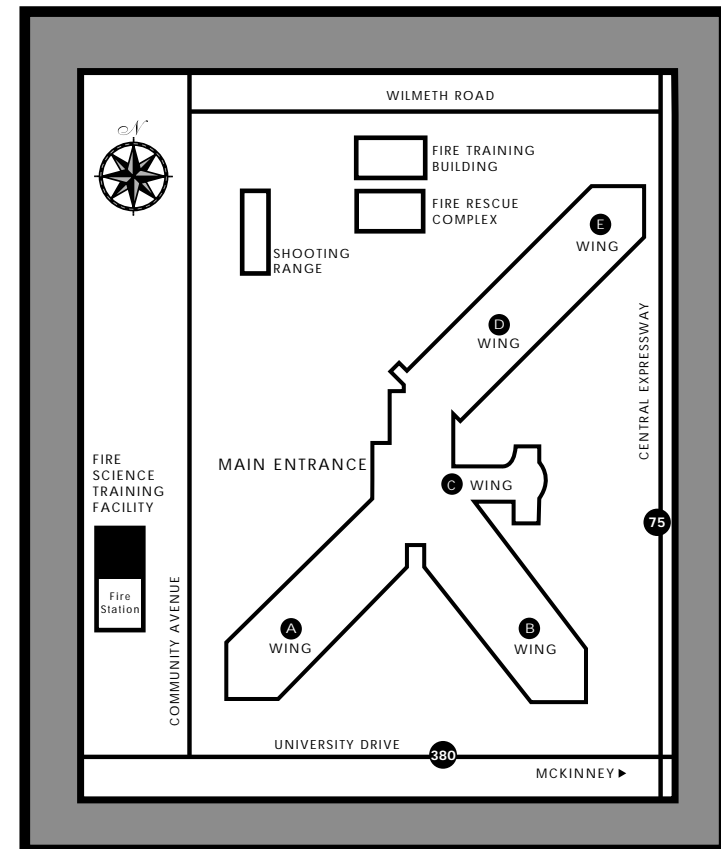 WILMETH ROAD
N
FIRE TRAINING
BUILDING
FIRE RESCUE
COMPLEX
E
WING
SHOOTING
RANGE
D
WING
CENTRAL EXPRESSWAY
FIRE
SCIENCE
TRAINING
FACILITY
MAIN ENTRANCE
C WING
75
Fire
Station
COMMUNITY AVENUE
A
WING
B
WING
UNIVERSITY DRIVE
380
MCKINNEY